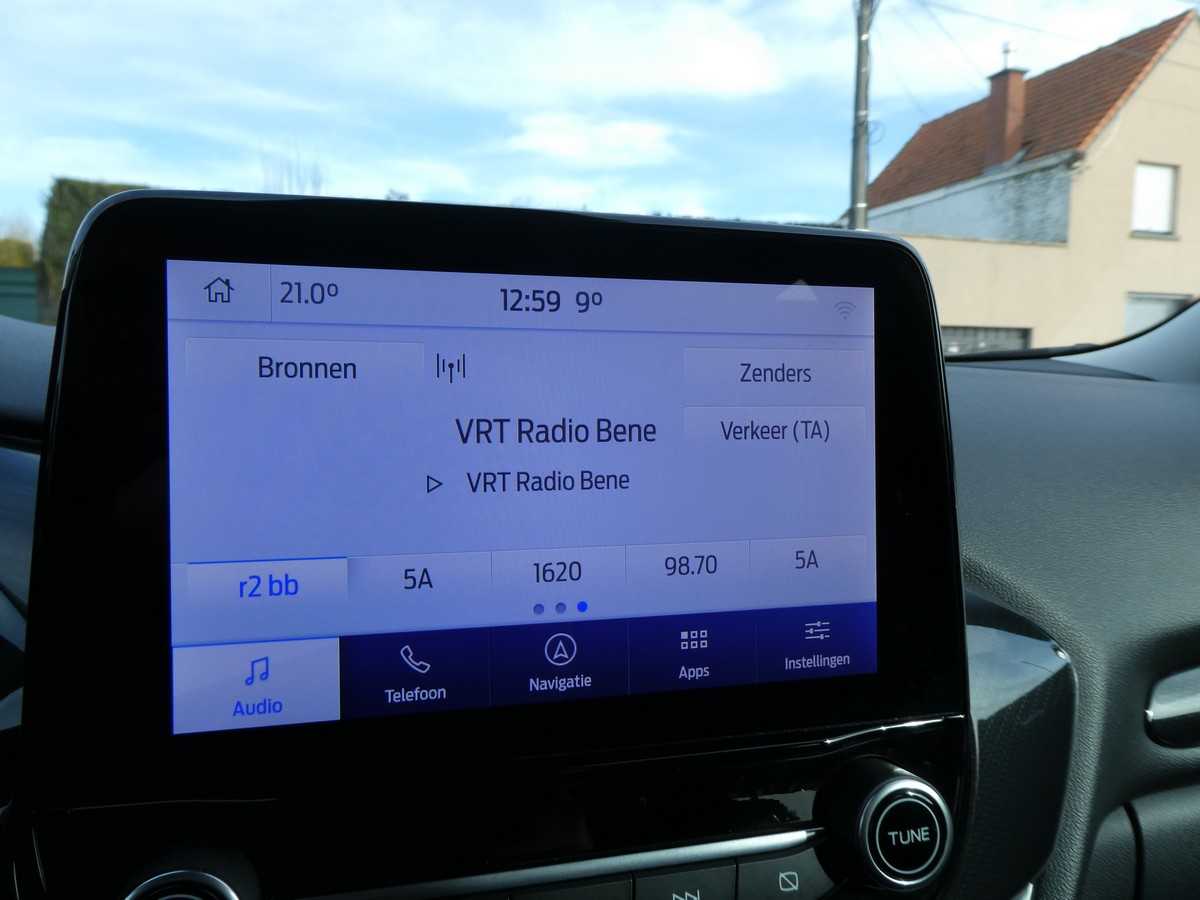 21.0º 12:59 9º
Bronnen Zenders
VRT Radio Bene Verkeer (TA)
VRT Radio Bene
r2 bb 5A 1620 98.70 5A
Audio Telefoon Navigatie Apps Instellingen
TUNE